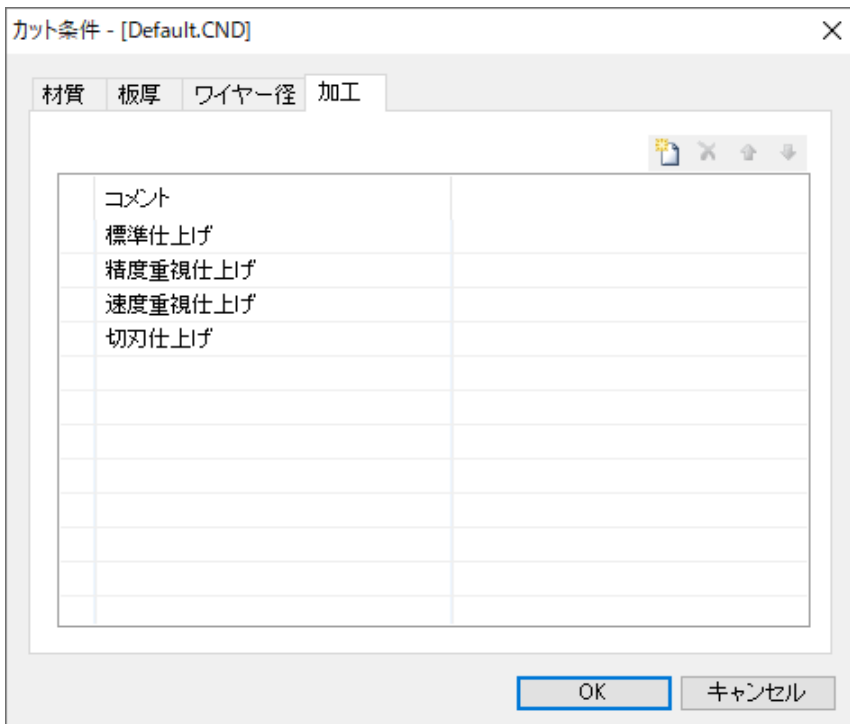 カット条件 - [Default.CND]
材質 板厚 ワイヤー径 加工
コメント
標準仕上げ
精度重視仕上げ
速度重視仕上げ
切刃仕上げ
OK キャンセル